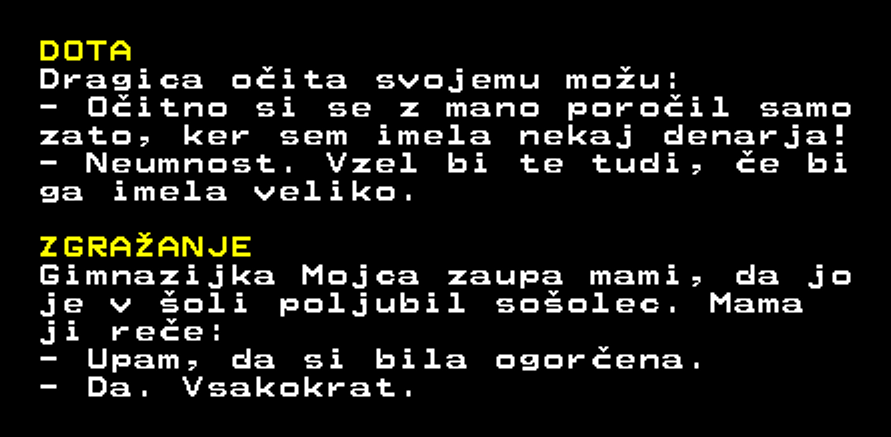 DOTA
Dragica očita svojemu možu:
- Očitno si se z mano poročil samo
zato, ker sem imela nekaj denarja!
- Neumnost. Vzel bi te tudi, če bi
ga imela veliko.
ZGRAŽANJE
Gimnazijka Mojca zaupa mami, da jo
je v šoli poljubil sošolec. Mama
ji reče:
- Upam, da si bila ogorčena.
- Da. Vsakokrat.